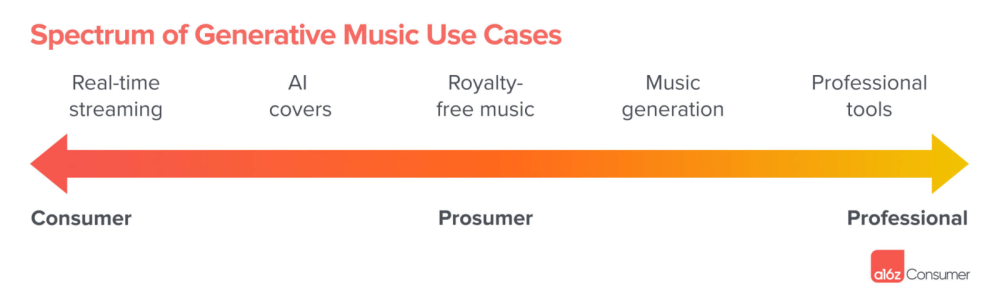 Spectrum of Generative Music Use Cases
Real-time
streaming
AI
covers
Royalty-
free music
Music
generation
Professional
tools
Consumer
Prosumer
Professional
a16z Consumer